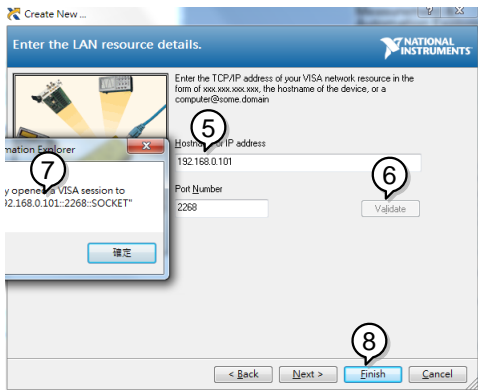 Create New ...
Enter the LAN resource details.
NATIONAL
INSTRUMENTS
Enter the TCP/IP address of your VISA network resource in the
form of xxx.xxx.xxx.xxx, the hostname of the device, or a
computer@some.domain
5
Hostname or IP address
192.168.0.101
mation Explorer
7
y opened a VISA session to
92.168.0.101::2268::SOCKET"
確定
Port Number
2268
6
Validate
8
< Back
Next >
Finish
Cancel